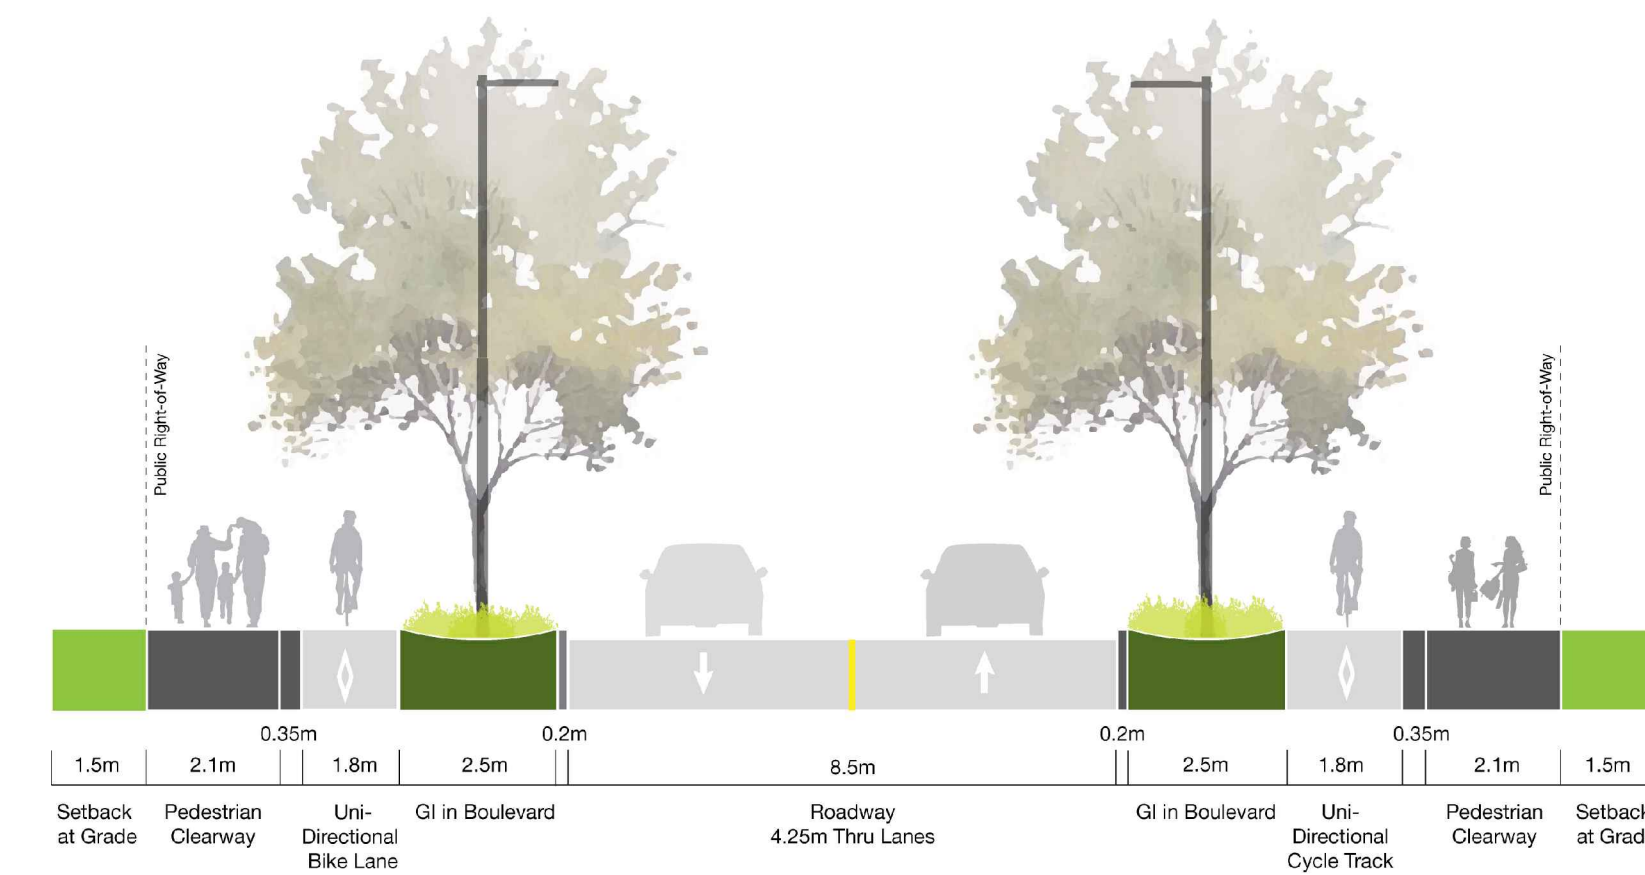 Public Right-of-Way
Public Right-of-Way
0.35m
0.2m
0.2m
0.35m
1.5m
2.1m
1.8m
2.5m
8.5m
2.5m
1.8m
2.1m
1.5m
Setback
at Grade
Pedestrian
Clearway
Uni-
Directional
Bike Lane
GI in Boulevard
Roadway
4.25m Thru Lanes
GI in Boulevard
Uni-
Directional
Cycle Track
Pedestrian
Clearway
Setback
at Grad